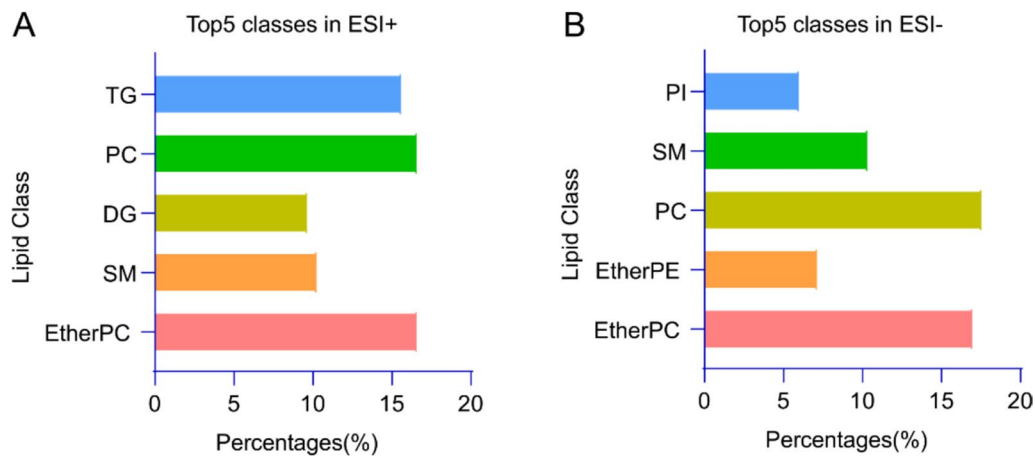 A
Top5 classes in ESI+
Lipid Class
TG
PC
DG
SM
EtherPC
0 5 10 15 20
Percentages(%)
B
Top5 classes in ESI-
Lipid Class
PI
SM
PC
EtherPE
EtherPC
0 5 10 15 20
Percentages(%)